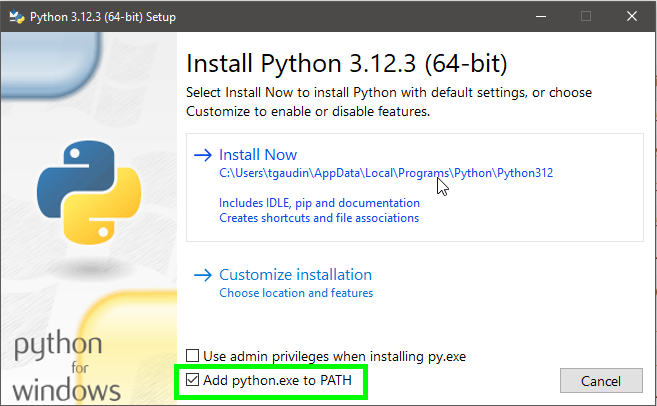 Python 3.12.3 (64-bit) Setup
Install Python 3.12.3 (64-bit)
Select Install Now to install Python with default settings, or choose
Customize to enable or disable features.
Install Now
C:\Users\tgaudin\AppData\Local\Programs\Python\Python312
Includes IDLE, pip and documentation
Creates shortcuts and file associations
Customize installation
Choose location and features
python
for
windows
Use admin privileges when installing py.exe
Add python.exe to PATH
Cancel